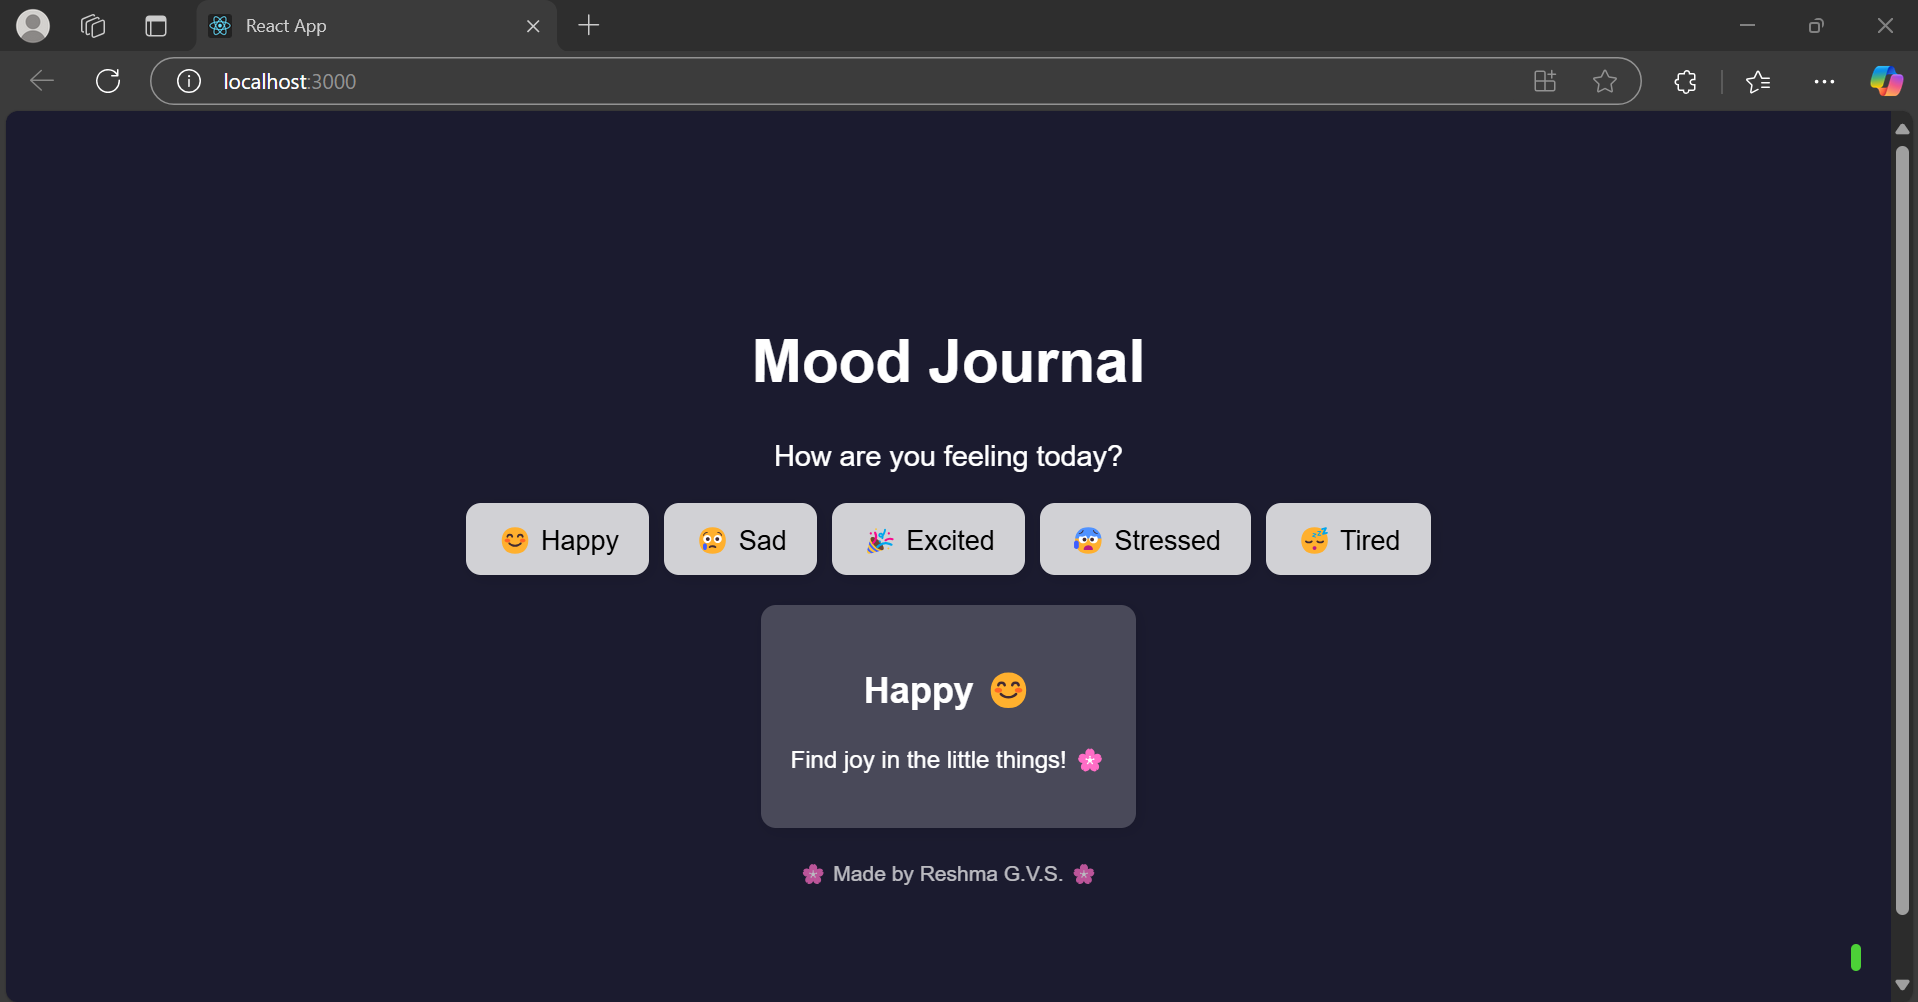 React App
localhost:3000
Mood Journal
How are you feeling today?
😊 Happy 😢 Sad 🎉 Excited 😰 Stressed 😴 Tired
Happy 😊
Find joy in the little things! 🌸
🌸 Made by Reshma G.V.S. 🌸